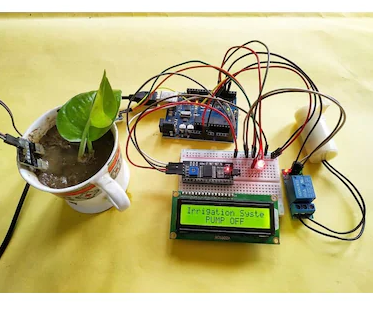 Irrigation Syste
PUMP OFF